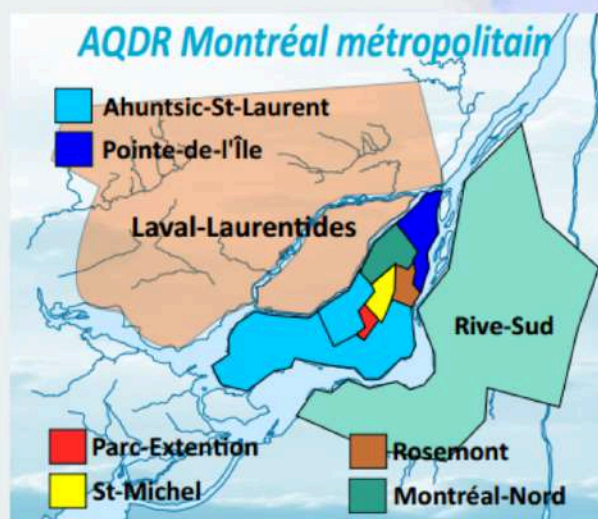 AQDR Montréal métropolitain
Ahuntsic-St-Laurent
Pointe-de-l'Île
Laval-Laurentides
Rive-Sud
Parc-Extention
Rosemont
St-Michel
Montréal-Nord